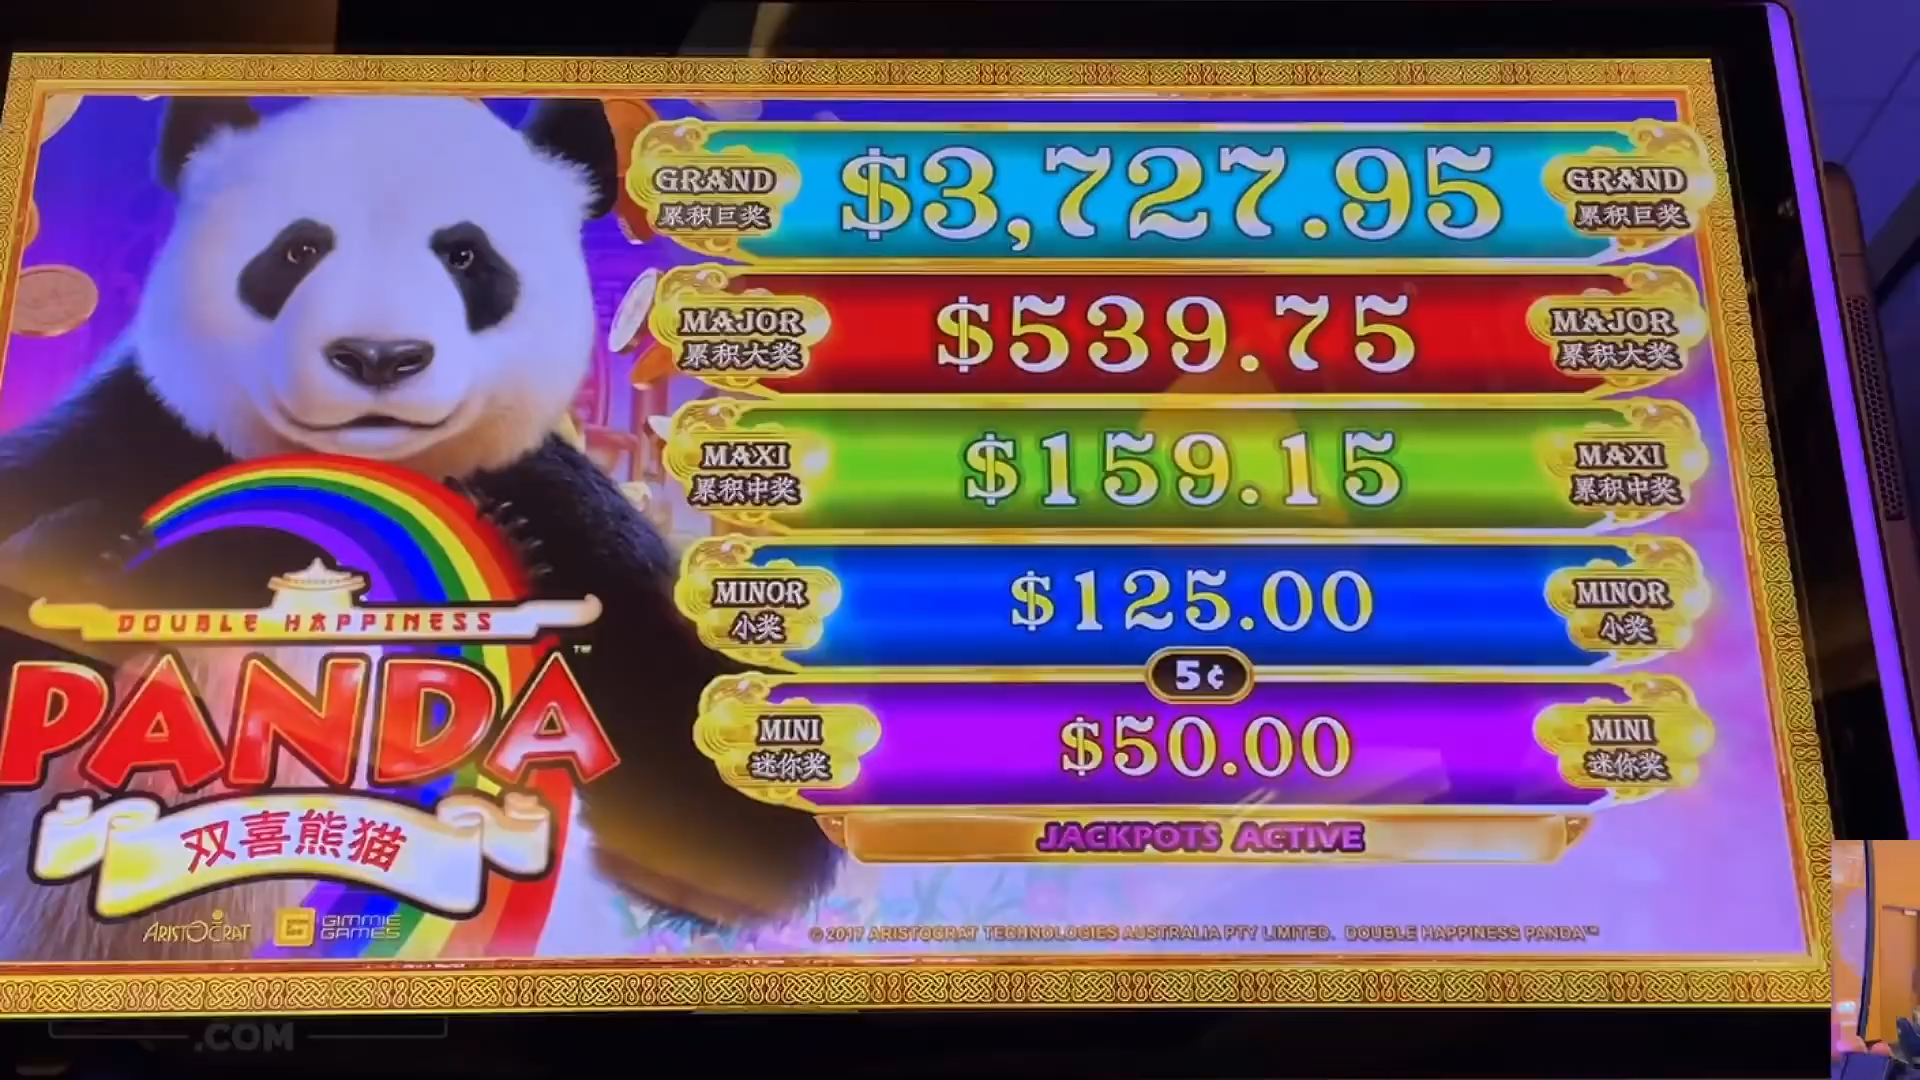 GRAND
累积巨奖
$3,727.95
GRAND
累积巨奖
MAJOR
累积大奖
$539.75
MAJOR
累积大奖
MAXI
累积中奖
$159.15
MAXI
累积中奖
MINOR
小奖
$125.00
MINOR
小奖
5¢
MINI
迷你奖
$50.00
MINI
迷你奖
JACKPOTS ACTIVE
DOUBLE HAPPINESS
PANDA™
双喜熊猫
ARISTOCRAT
G GIMMIE GAMES
© 2017 ARISTOCRAT TECHNOLOGIES AUSTRALIA PTY LIMITED. DOUBLE HAPPINESS PANDA™
.COM